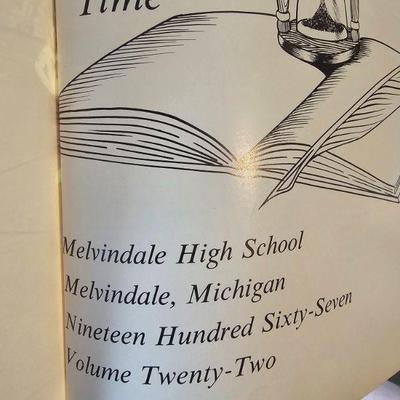 Time
Melvindale High School
Melvindale, Michigan
Nineteen Hundred Sixty-Seven
Volume Twenty-Two